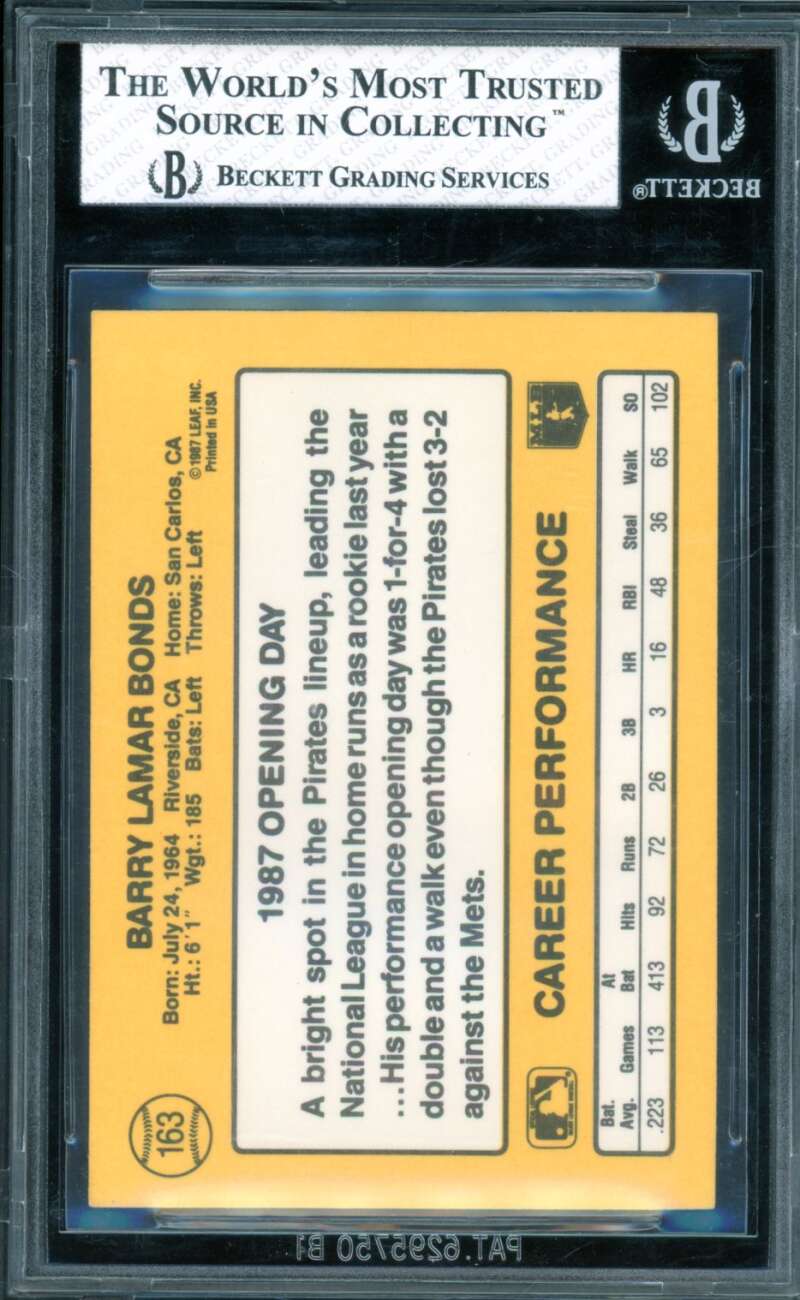 THE WORLD'S MOST TRUSTED
SOURCE IN COLLECTING™
B BECKETT GRADING SERVICES
B
BECKETT®
163
BARRY LAMAR BONDS
Born: July 24, 1964 Riverside, CA Home: San Carlos, CA
Ht.: 6'1" Wgt.: 185 Bats: Left Throws: Left
©1987 LEAF, INC.
Printed in USA
1987 OPENING DAY
A bright spot in the Pirates lineup, leading the
National League in home runs as a rookie last year
...His performance opening day was 1-for-4 with a
double and a walk even though the Pirates lost 3-2
against the Mets.
CAREER PERFORMANCE
MLB
Bat. At
Avg. Games Bat Hits Runs 2B 3B HR RBI Steal Walk SO
.223 113 413 92 72 26 3 16 48 36 65 102
PAT.6295750 B1